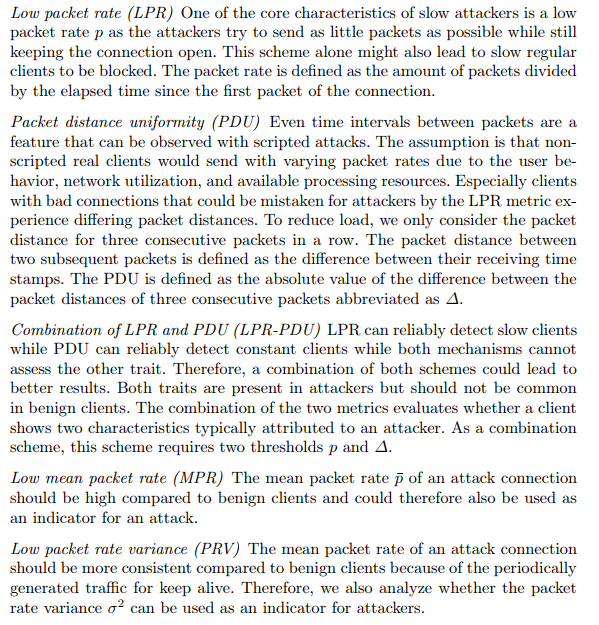 Low packet rate (LPR) One of the core characteristics of slow attackers is a low
packet rate p as the attackers try to send as little packets as possible while still
keeping the connection open. This scheme alone might also lead to slow regular
clients to be blocked. The packet rate is defined as the amount of packets divided
by the elapsed time since the first packet of the connection.
Packet distance uniformity (PDU) Even time intervals between packets are a
feature that can be observed with scripted attacks. The assumption is that non-
scripted real clients would send with varying packet rates due to the user be-
havior, network utilization, and available processing resources. Especially clients
with bad connections that could be mistaken for attackers by the LPR metric ex-
perience differing packet distances. To reduce load, we only consider the packet
distance for three consecutive packets in a row. The packet distance between
two subsequent packets is defined as the difference between their receiving time
stamps. The PDU is defined as the absolute value of the difference between the
packet distances of three consecutive packets abbreviated as Δ.
Combination of LPR and PDU (LPR-PDU) LPR can reliably detect slow clients
while PDU can reliably detect constant clients while both mechanisms cannot
assess the other trait. Therefore, a combination of both schemes could lead to
better results. Both traits are present in attackers but should not be common
in benign clients. The combination of the two metrics evaluates whether a client
shows two characteristics typically attributed to an attacker. As a combination
scheme, this scheme requires two thresholds p and Δ.
Low mean packet rate (MPR) The mean packet rate p̄ of an attack connection
should be high compared to benign clients and could therefore also be used as
an indicator for an attack.
Low packet rate variance (PRV) The mean packet rate of an attack connection
should be more consistent compared to benign clients because of the periodically
generated traffic for keep alive. Therefore, we also analyze whether the packet
rate variance σ² can be used as an indicator for attackers.